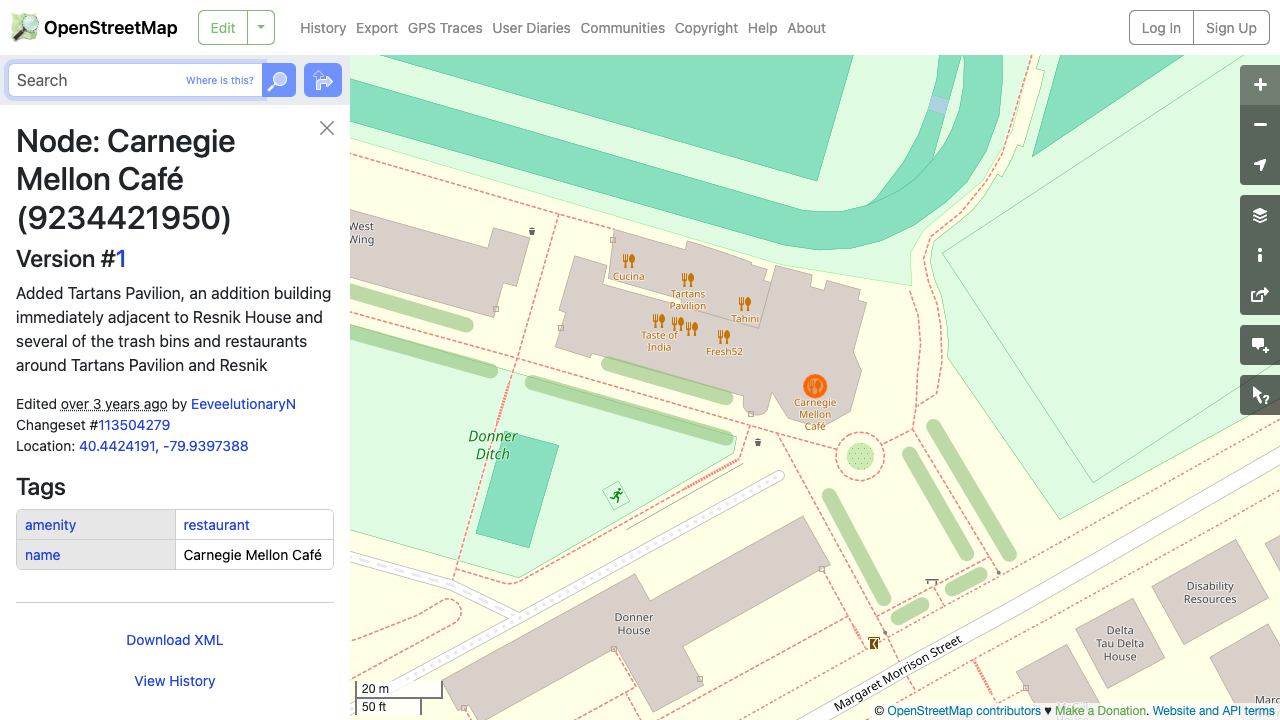 OpenStreetMap
Edit
History
Export
GPS Traces
User Diaries
Communities
Copyright
Help
About
Log In
Sign Up
Search
Where is this?
Node: Carnegie
Mellon Café
(9234421950)
Version #1
Added Tartans Pavilion, an addition building
immediately adjacent to Resnik House and
several of the trash bins and restaurants
around Tartans Pavilion and Resnik
Edited over 3 years ago by EeveelutionaryN
Changeset #113504279
Location: 40.4424191, -79.9397388
Tags
amenity restaurant
name Carnegie Mellon Café
Download XML
View History
West
Wing
Cucina
Tartans
Pavilion
Tahini
Taste of
India
Fresh52
Carnegie
Mellon
Café
Donner
Ditch
Donner
House
Disability
Resources
Delta
Tau Delta
House
Margaret Morrison Street
20 m
50 ft
© OpenStreetMap contributors ♥ Make a Donation. Website and API terms